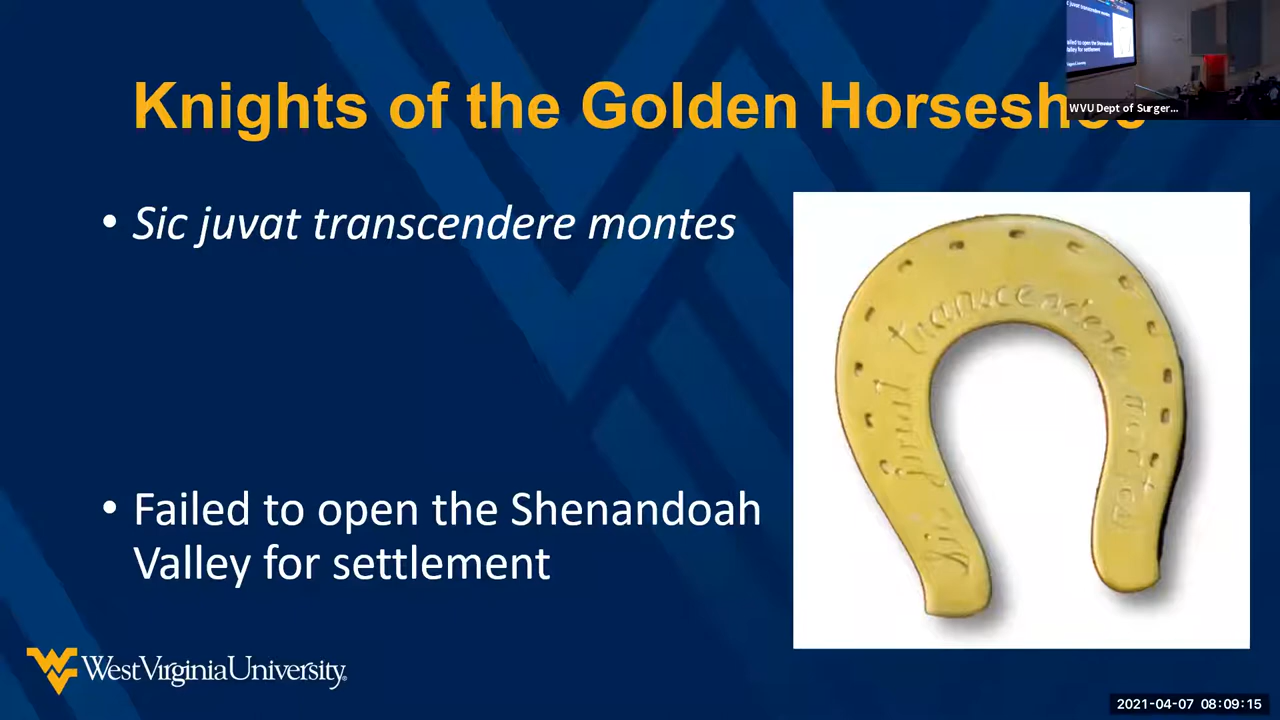 Knights of the Golden Horseshoe
WVU Dept of Surger...
• Sic juvat transcendere montes
sic juvat transcendere montes
• Failed to open the Shenandoah
Valley for settlement
WV WestVirginiaUniversity.
2021-04-07 08:09:15